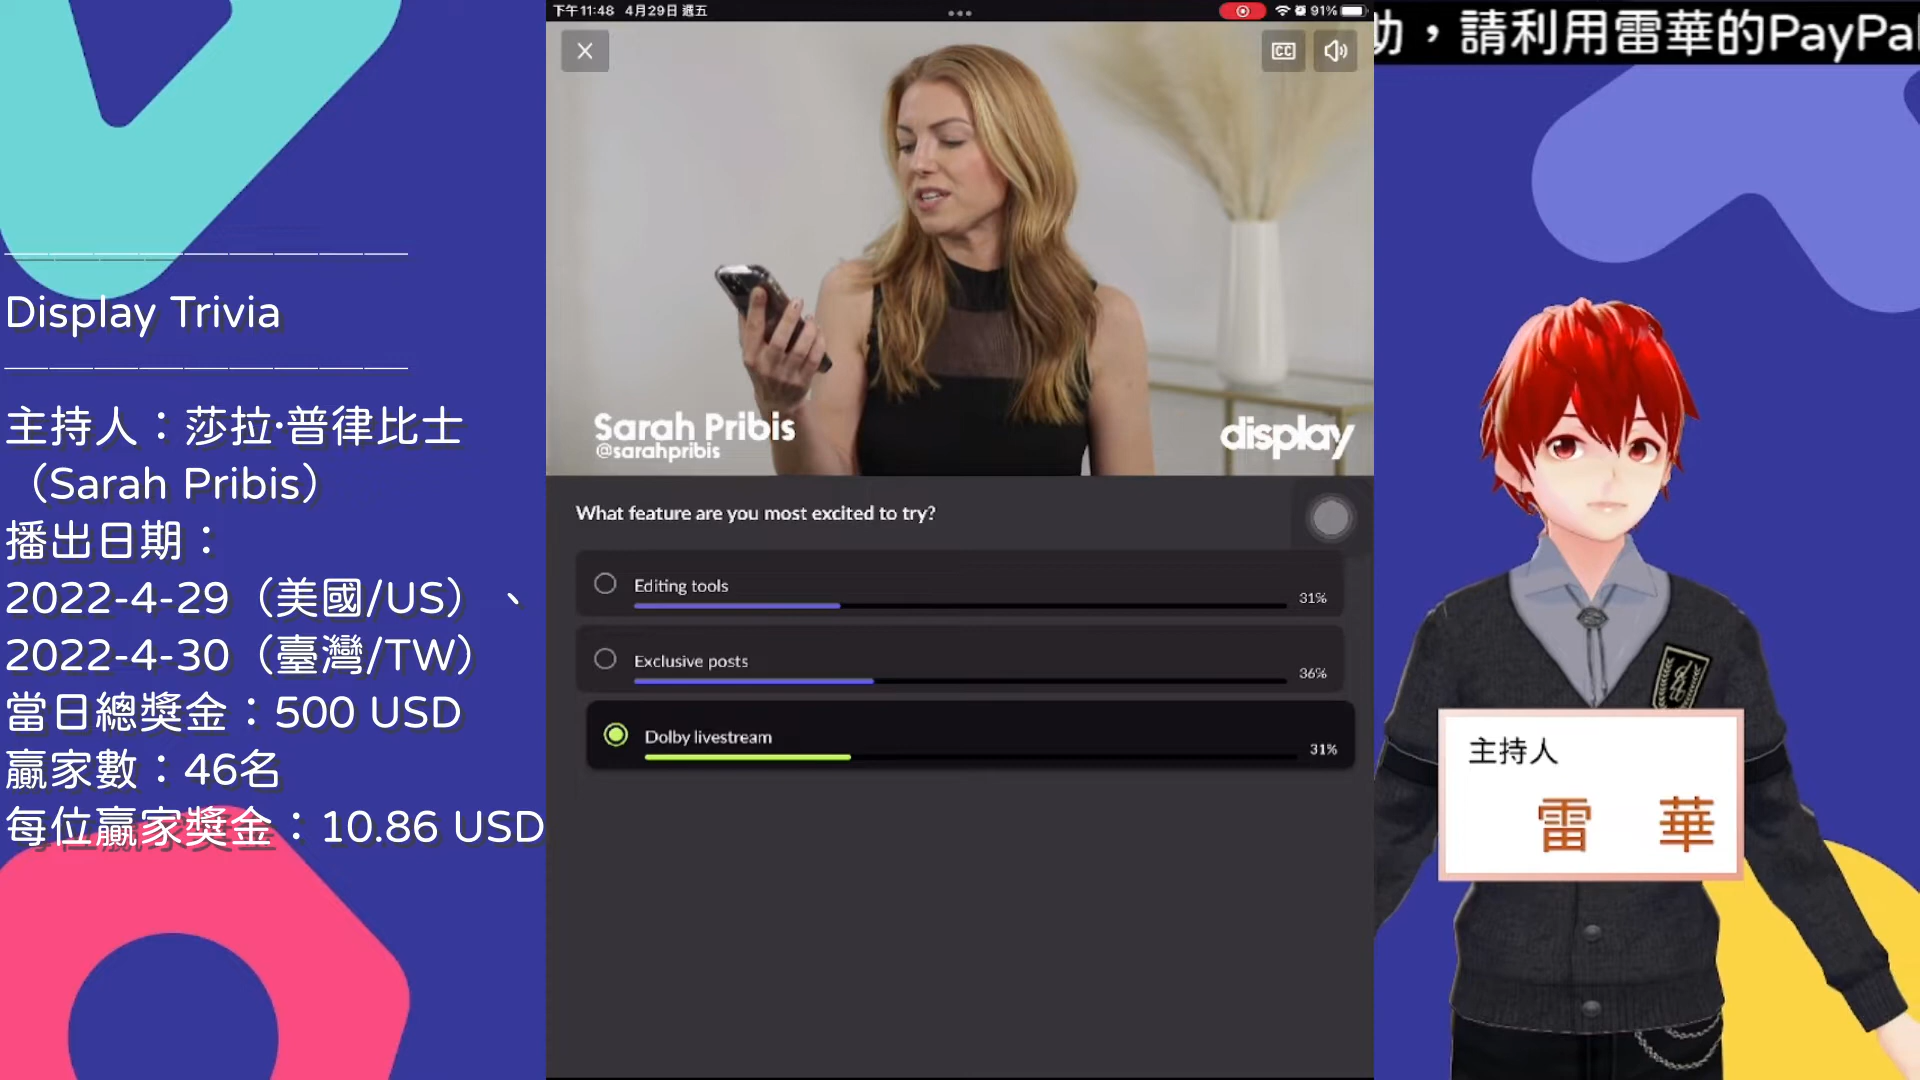 Display Trivia
主持人：莎拉·普律比士
（Sarah Pribis）
播出日期：
2022-4-29（美國/US）、
2022-4-30（臺灣/TW）
當日總獎金：500 USD
贏家數：46名
每位贏家獎金：10.86 USD
下午11:48 4月29日 週五
91%
CC
Sarah Pribis
@sarahpribis
display
What feature are you most excited to try?
Editing tools
31%
Exclusive posts
36%
Dolby livestream
31%
，請利用雷華的PayPal
主持人
雷 華